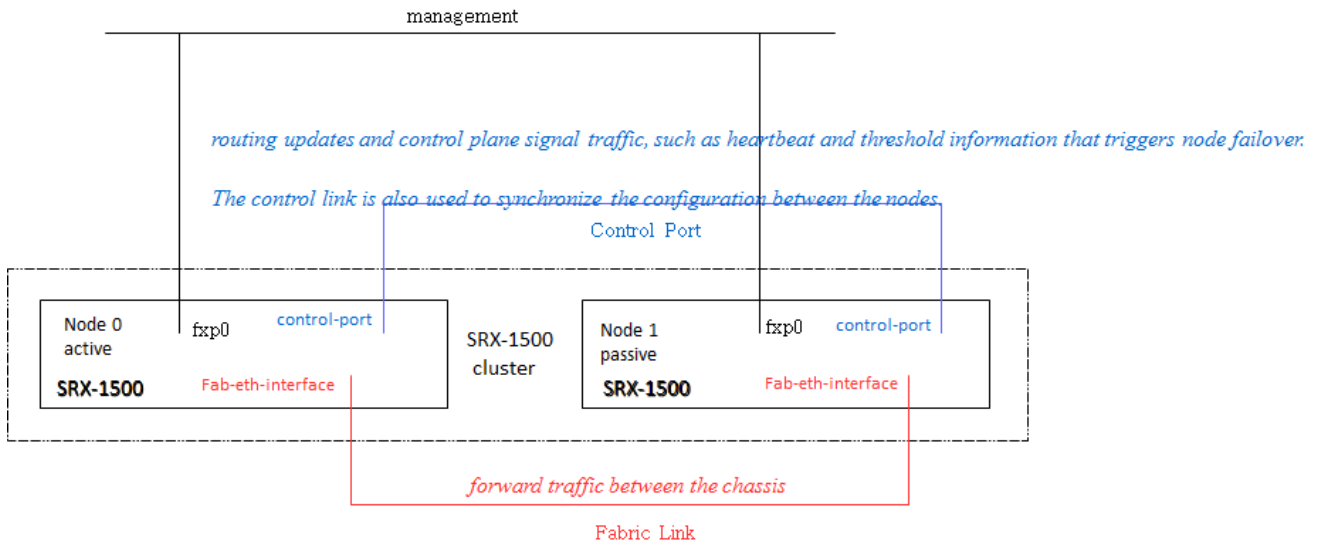 management
routing updates and control plane signal traffic, such as heartbeat and threshold information that triggers node failover.
The control link is also used to synchronize the configuration between the nodes.
Control Port
Node 0
active
SRX-1500
fxp0
control-port
Fab-eth-interface
SRX-1500
cluster
Node 1
passive
SRX-1500
fxp0
control-port
Fab-eth-interface
forward traffic between the chassis
Fabric Link